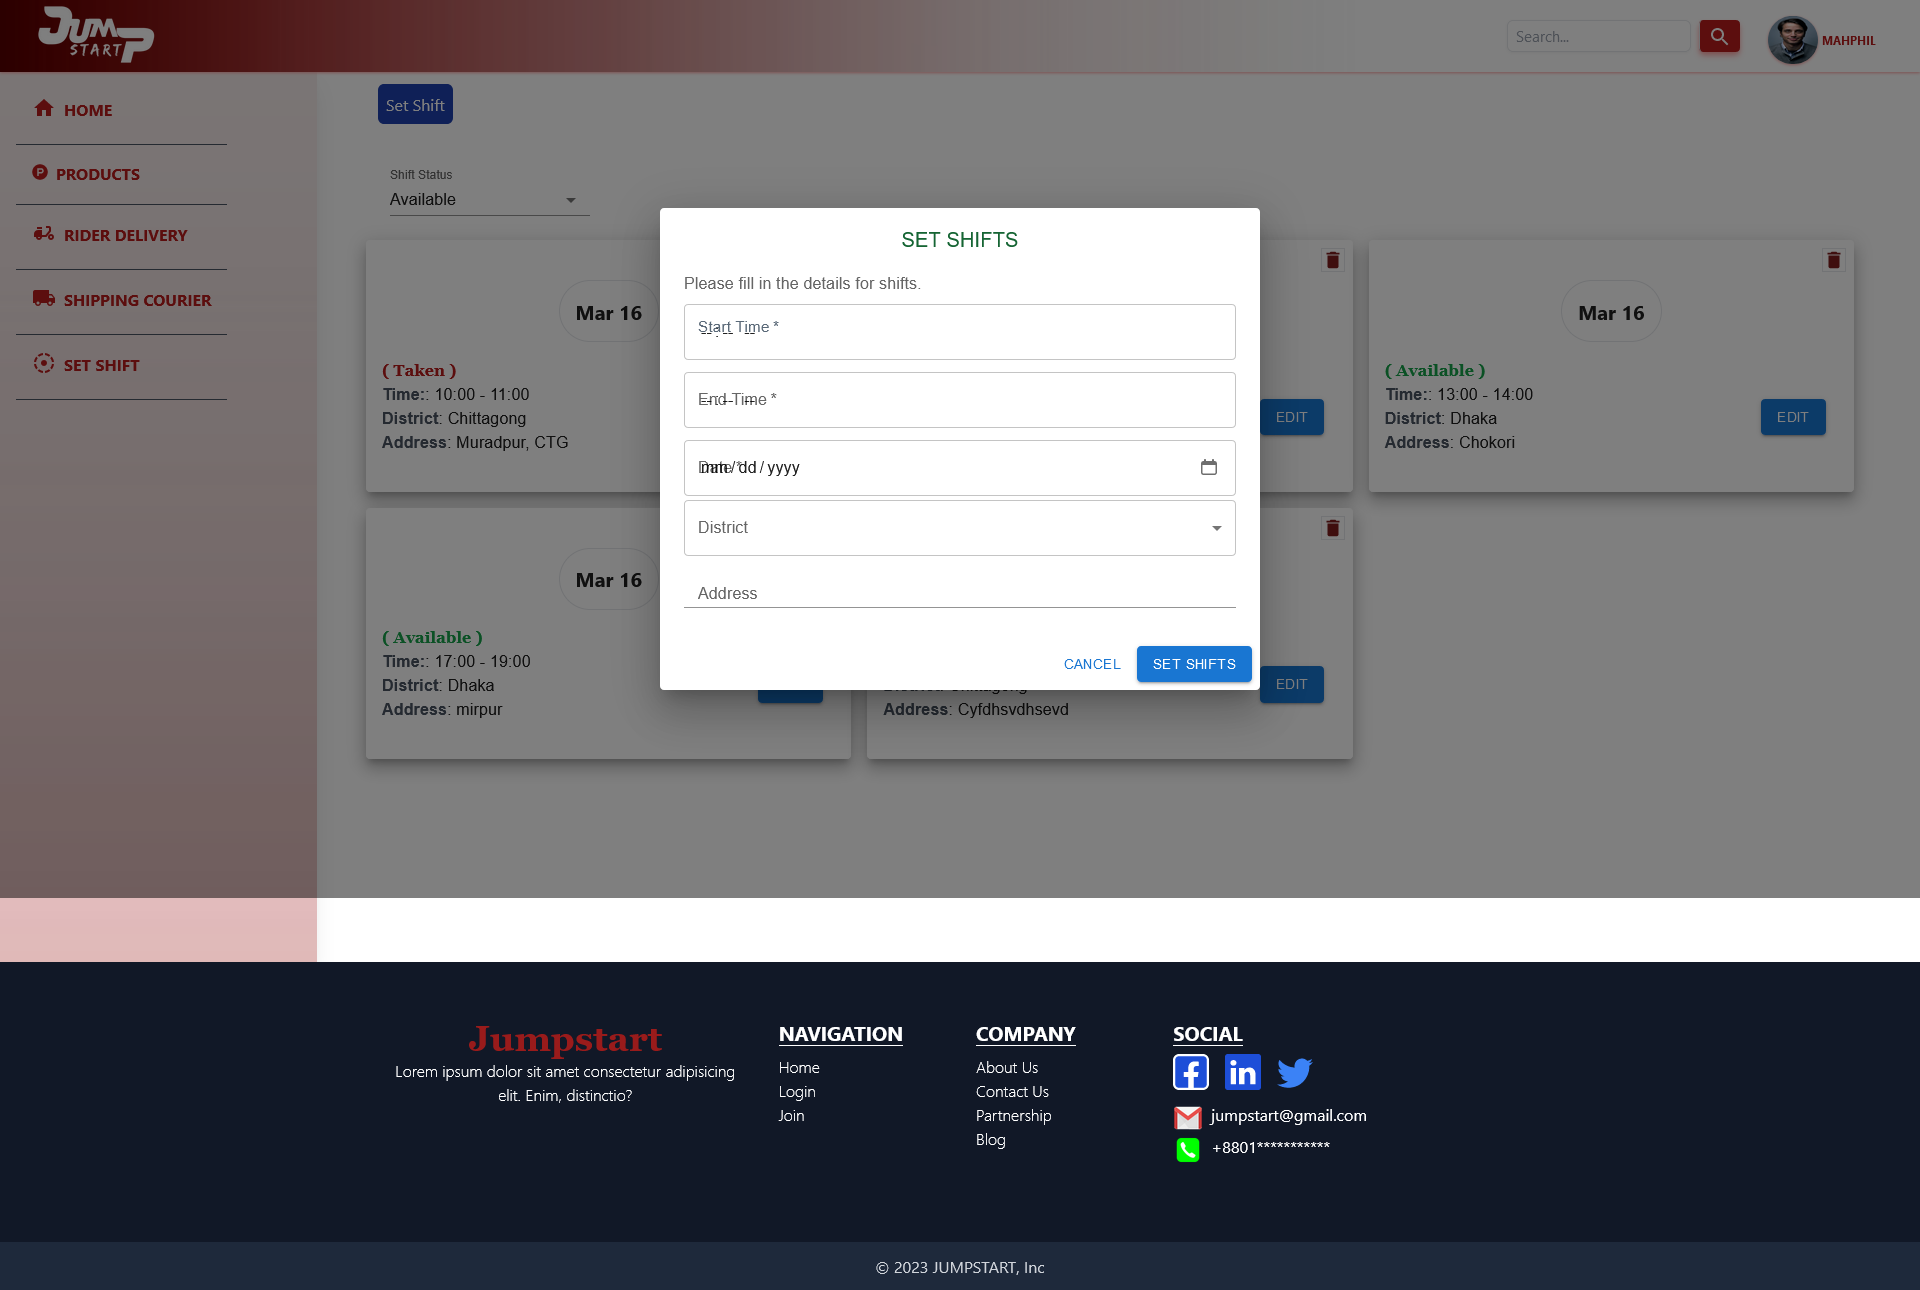 JUMP
START
Search...
MAHPHIL
HOME
PRODUCTS
RIDER DELIVERY
SHIPPING COURIER
SET SHIFT
Set Shift
Shift Status
Available
Mar 16
( Taken )
Time:: 10:00 - 11:00
District: Chittagong
Address: Muradpur, CTG
EDIT
Mar 16
( Available )
Time:: 13:00 - 14:00
District: Dhaka
Address: Chokori
EDIT
Mar 16
( Available )
Time:: 17:00 - 19:00
District: Dhaka
Address: mirpur
Address: Cyfdhsvdhsevd
EDIT
SET SHIFTS
Please fill in the details for shifts.
Start Time *
End Time *
Date *
mm/dd/yyyy
District
Address
CANCEL
SET SHIFTS
Jumpstart
Lorem ipsum dolor sit amet consectetur adipisicing
elit. Enim, distinctio?
NAVIGATION
Home
Login
Join
COMPANY
About Us
Contact Us
Partnership
Blog
SOCIAL
jumpstart@gmail.com
+8801***********
© 2023 JUMPSTART, Inc